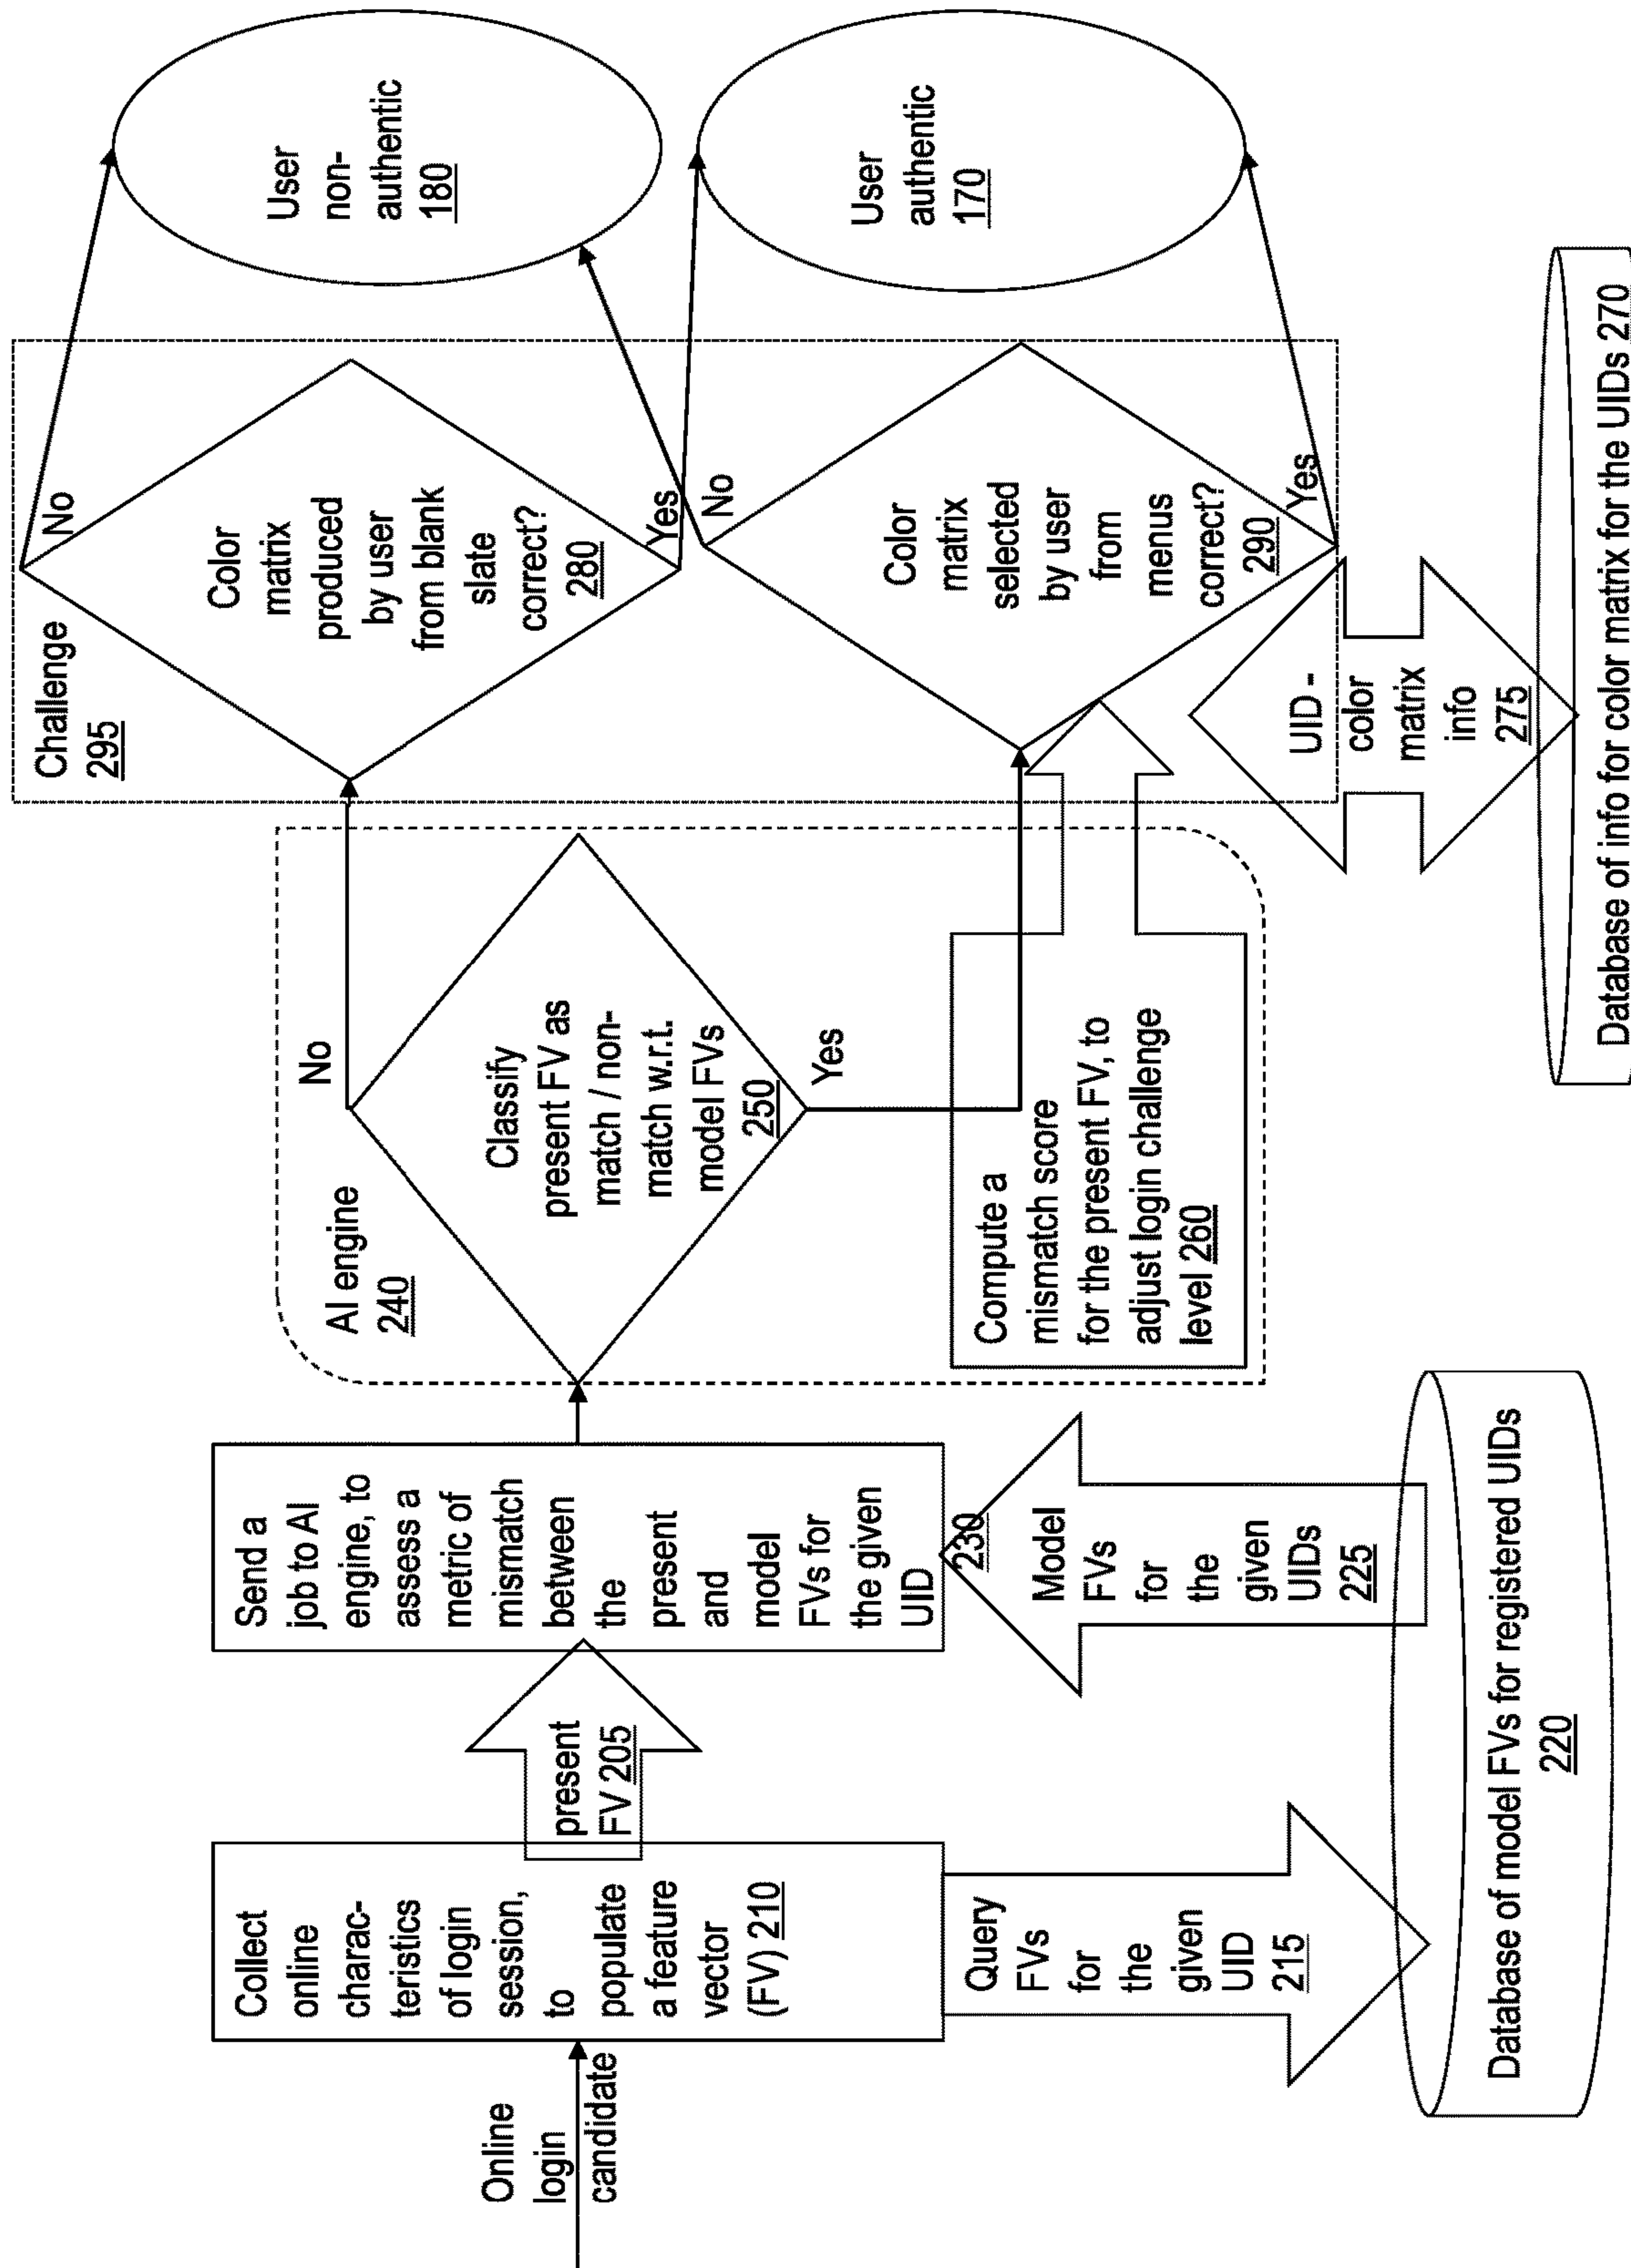 Online
login
candidate
Collect
online
charac-
teristics
of login
session,
to
populate
a feature
vector
(FV) 210
Query
FVs
for
the
given
UID
215
present
FV 205
Database of model FVs for registered UIDs
220
Model
FVs
for
the
given
UIDs
225
Send a
job to AI
engine, to
assess a
metric of
mismatch
between
the
present
and
model
FVs for
the given
UID
230
AI engine
240
Classify
present FV as
match / non-
match w.r.t.
model FVs
250
No
Yes
Compute a
mismatch score
for the present FV, to
adjust login challenge
level 260
Challenge
295
Color
matrix
produced
by user
from blank
slate
correct?
280
No
Yes
Color
matrix
selected
by user
from
menus
correct?
290
No
Yes
UID -
color
matrix
info
275
Database of info for color matrix for the UIDs 270
User
non-
authentic
180
User
authentic
170